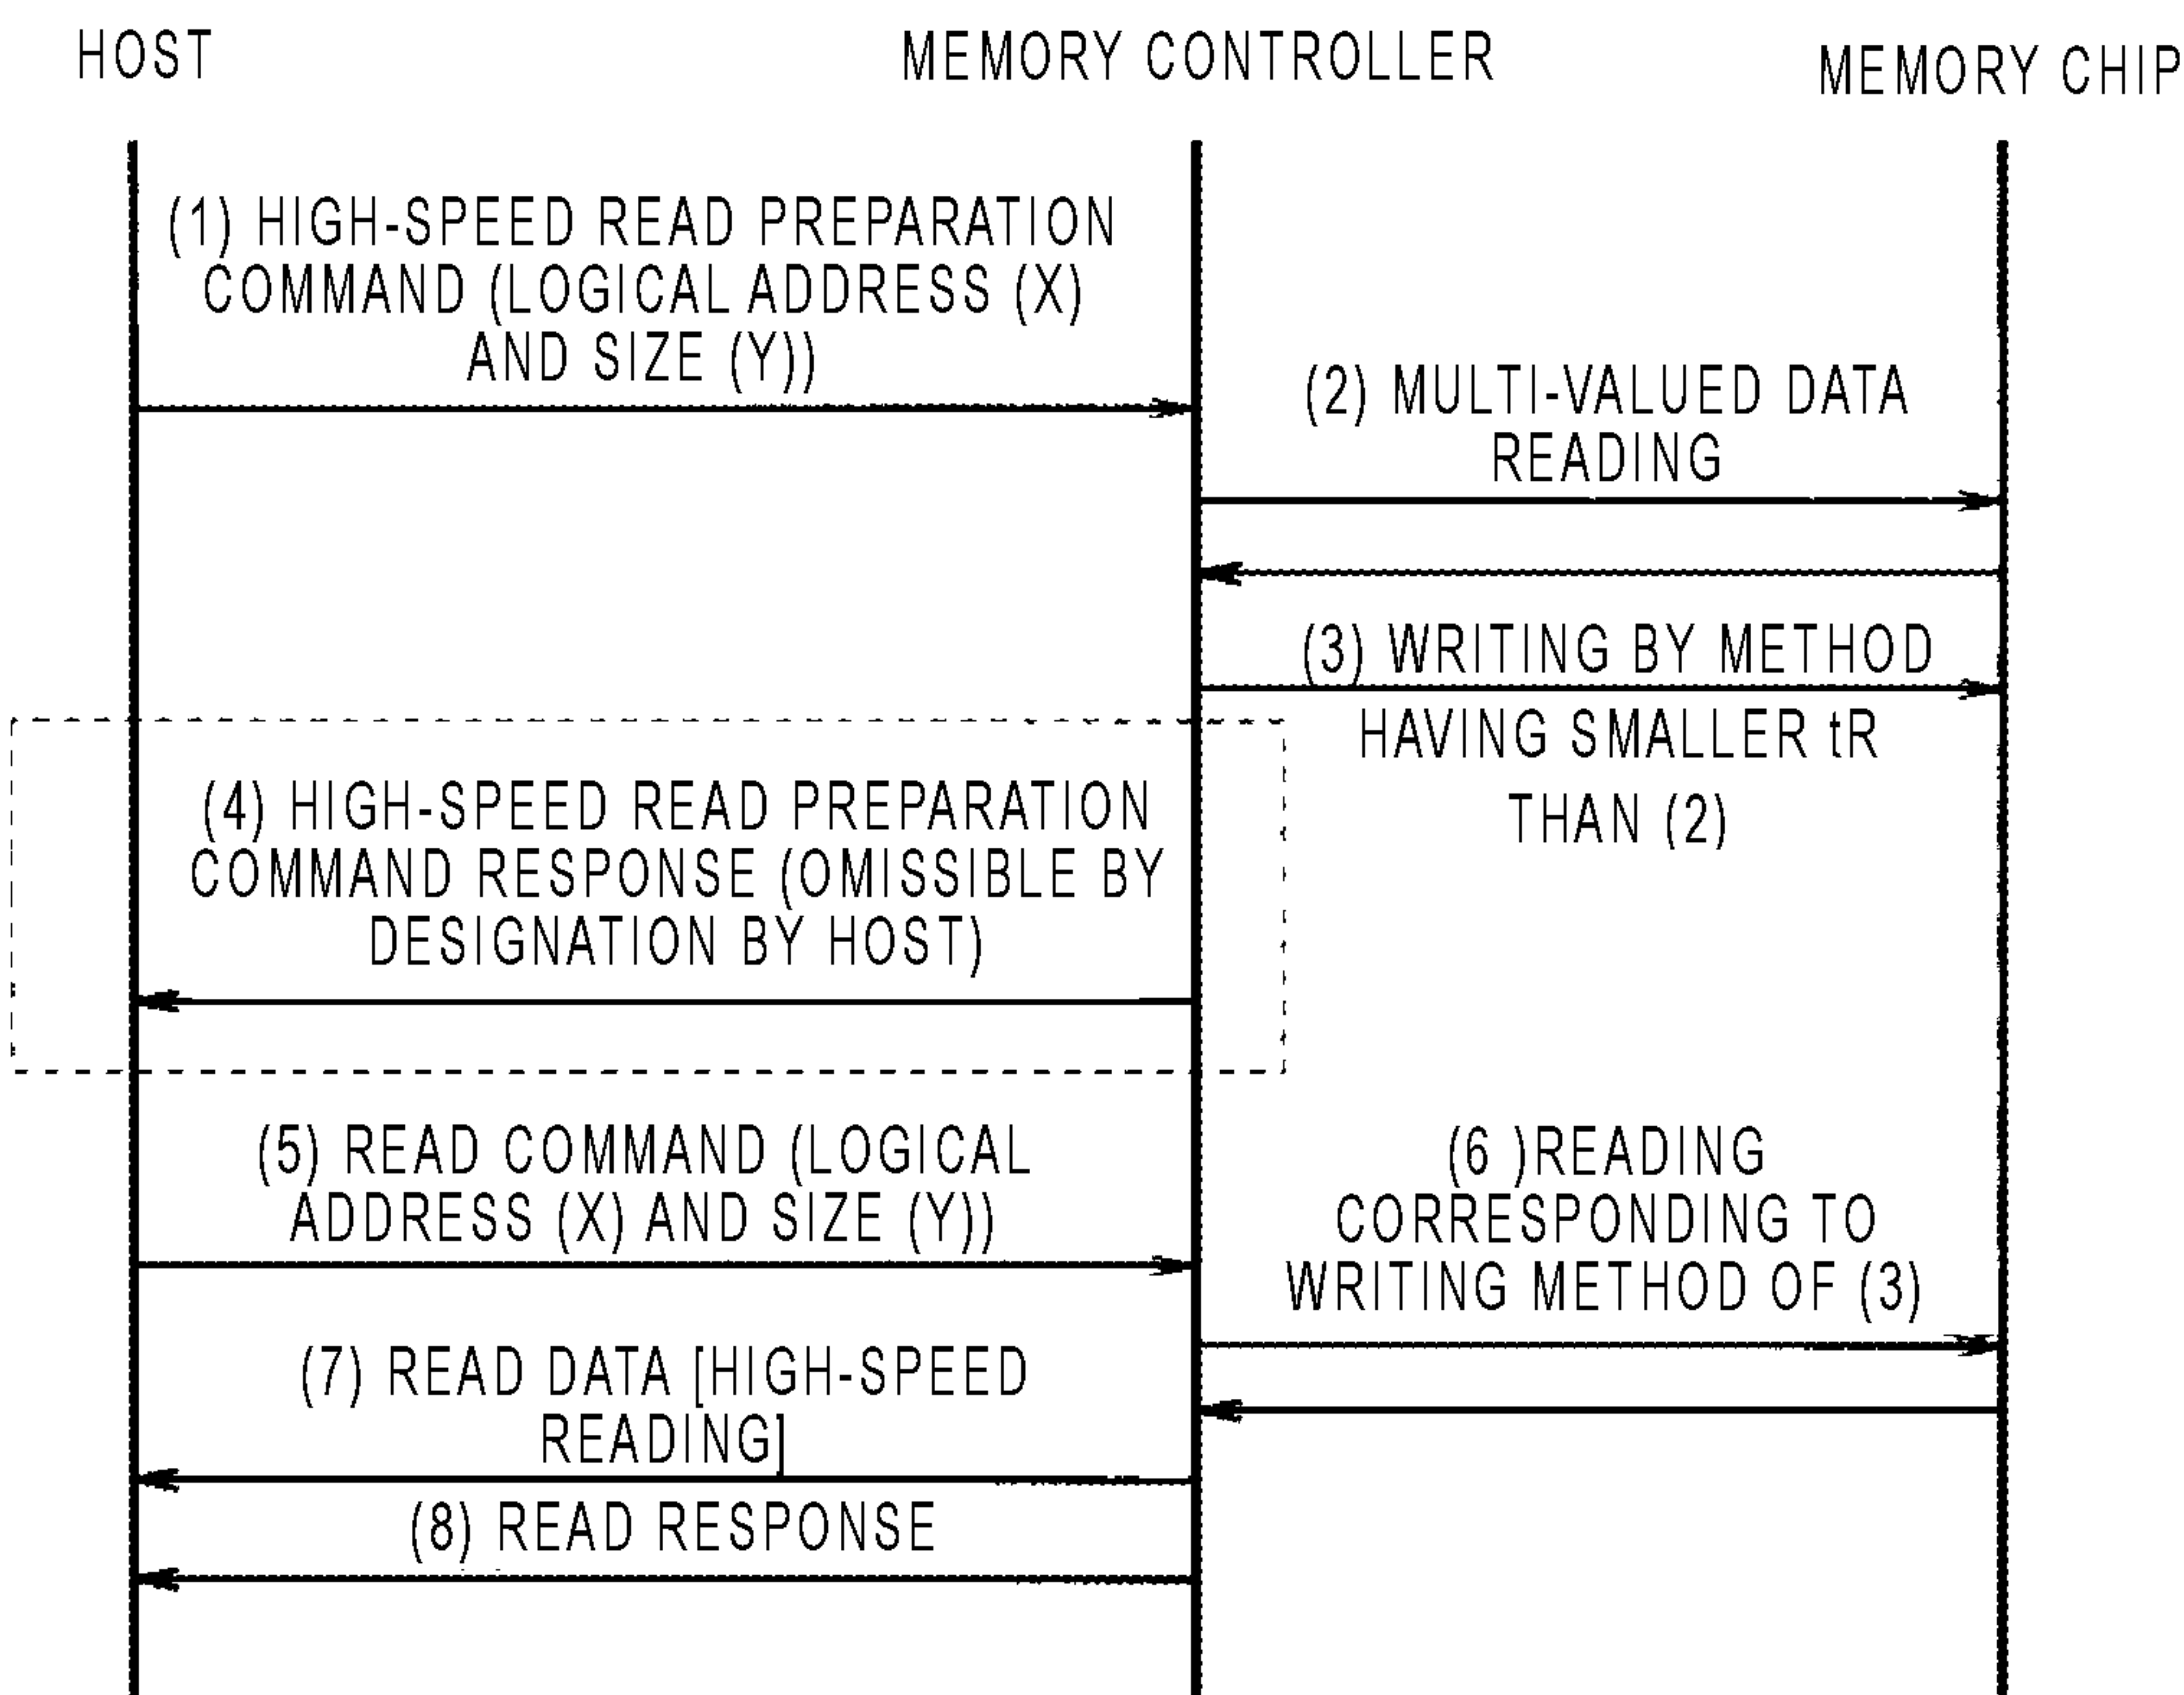 HOST
MEMORY CONTROLLER
MEMORY CHIP
(1) HIGH-SPEED READ PREPARATION
COMMAND (LOGICAL ADDRESS (X)
AND SIZE (Y))
(2) MULTI-VALUED DATA
READING
(3) WRITING BY METHOD
HAVING SMALLER tR
THAN (2)
(4) HIGH-SPEED READ PREPARATION
COMMAND RESPONSE (OMISSIBLE BY
DESIGNATION BY HOST)
(5) READ COMMAND (LOGICAL
ADDRESS (X) AND SIZE (Y))
(6 )READING
CORRESPONDING TO
WRITING METHOD OF (3)
(7) READ DATA [HIGH-SPEED
READING]
(8) READ RESPONSE